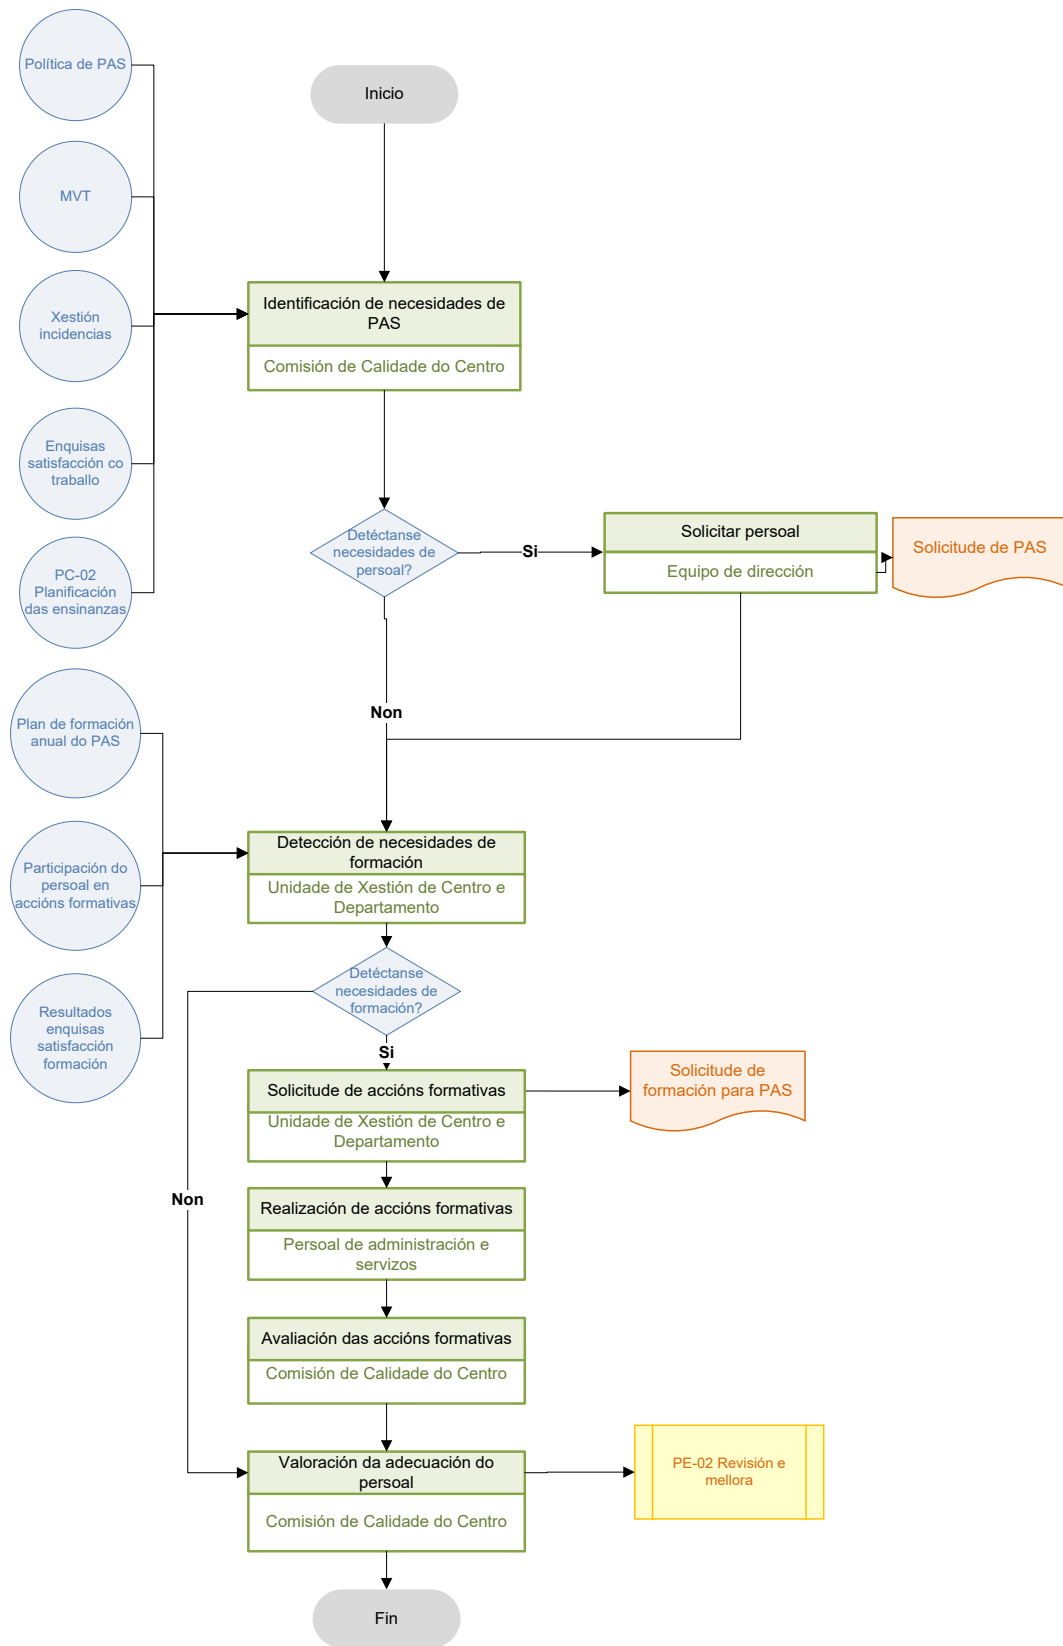 Política de PAS
Inicio
MVT
Xestión
incidencias
Identificación de necesidades de
PAS
Comisión de Calidade do Centro
Enquisas
satisfacción co
traballo
Detéctanse
necesidades de
persoal?
Si
Solicitar persoal
Equipo de dirección
Solicitude de PAS
PC-02
Planificación
das ensinanzas
Non
Plan de formación
anual do PAS
Participación do
persoal en
accións formativas
Detección de necesidades de
formación
Unidade de Xestión de Centro e
Departamento
Resultados
enquisas
satisfacción
formación
Detéctanse
necesidades de
formación?
Si
Solicitude de accións formativas
Unidade de Xestión de Centro e
Departamento
Solicitude de
formación para PAS
Non
Realización de accións formativas
Persoal de administración e
servizos
Avaliación das accións formativas
Comisión de Calidade do Centro
Valoración da adecuación do
persoal
Comisión de Calidade do Centro
PE-02 Revisión e
mellora
Fin